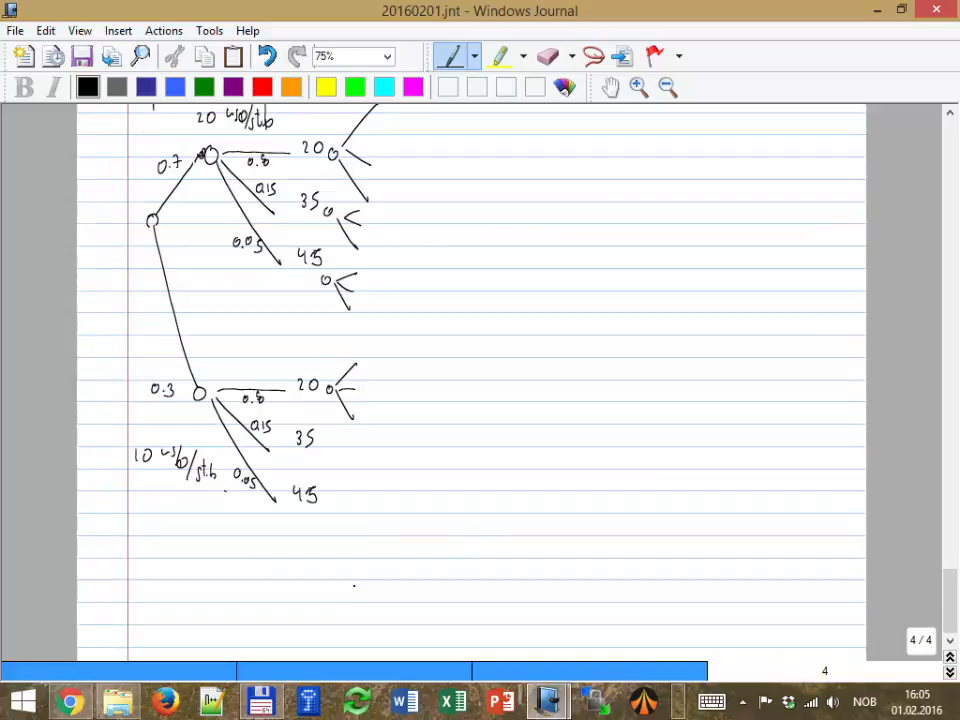 20160201.jnt - Windows Journal
File Edit View Insert Actions Tools Help
75%
B I
20 usD/st.b
0.7
0.8
20
0.15
35
0.05
45
0.3
0.8
20
0.15
35
10 usD/st.b
0.05
45
4 / 4
4
NOB
16:05
01.02.2016